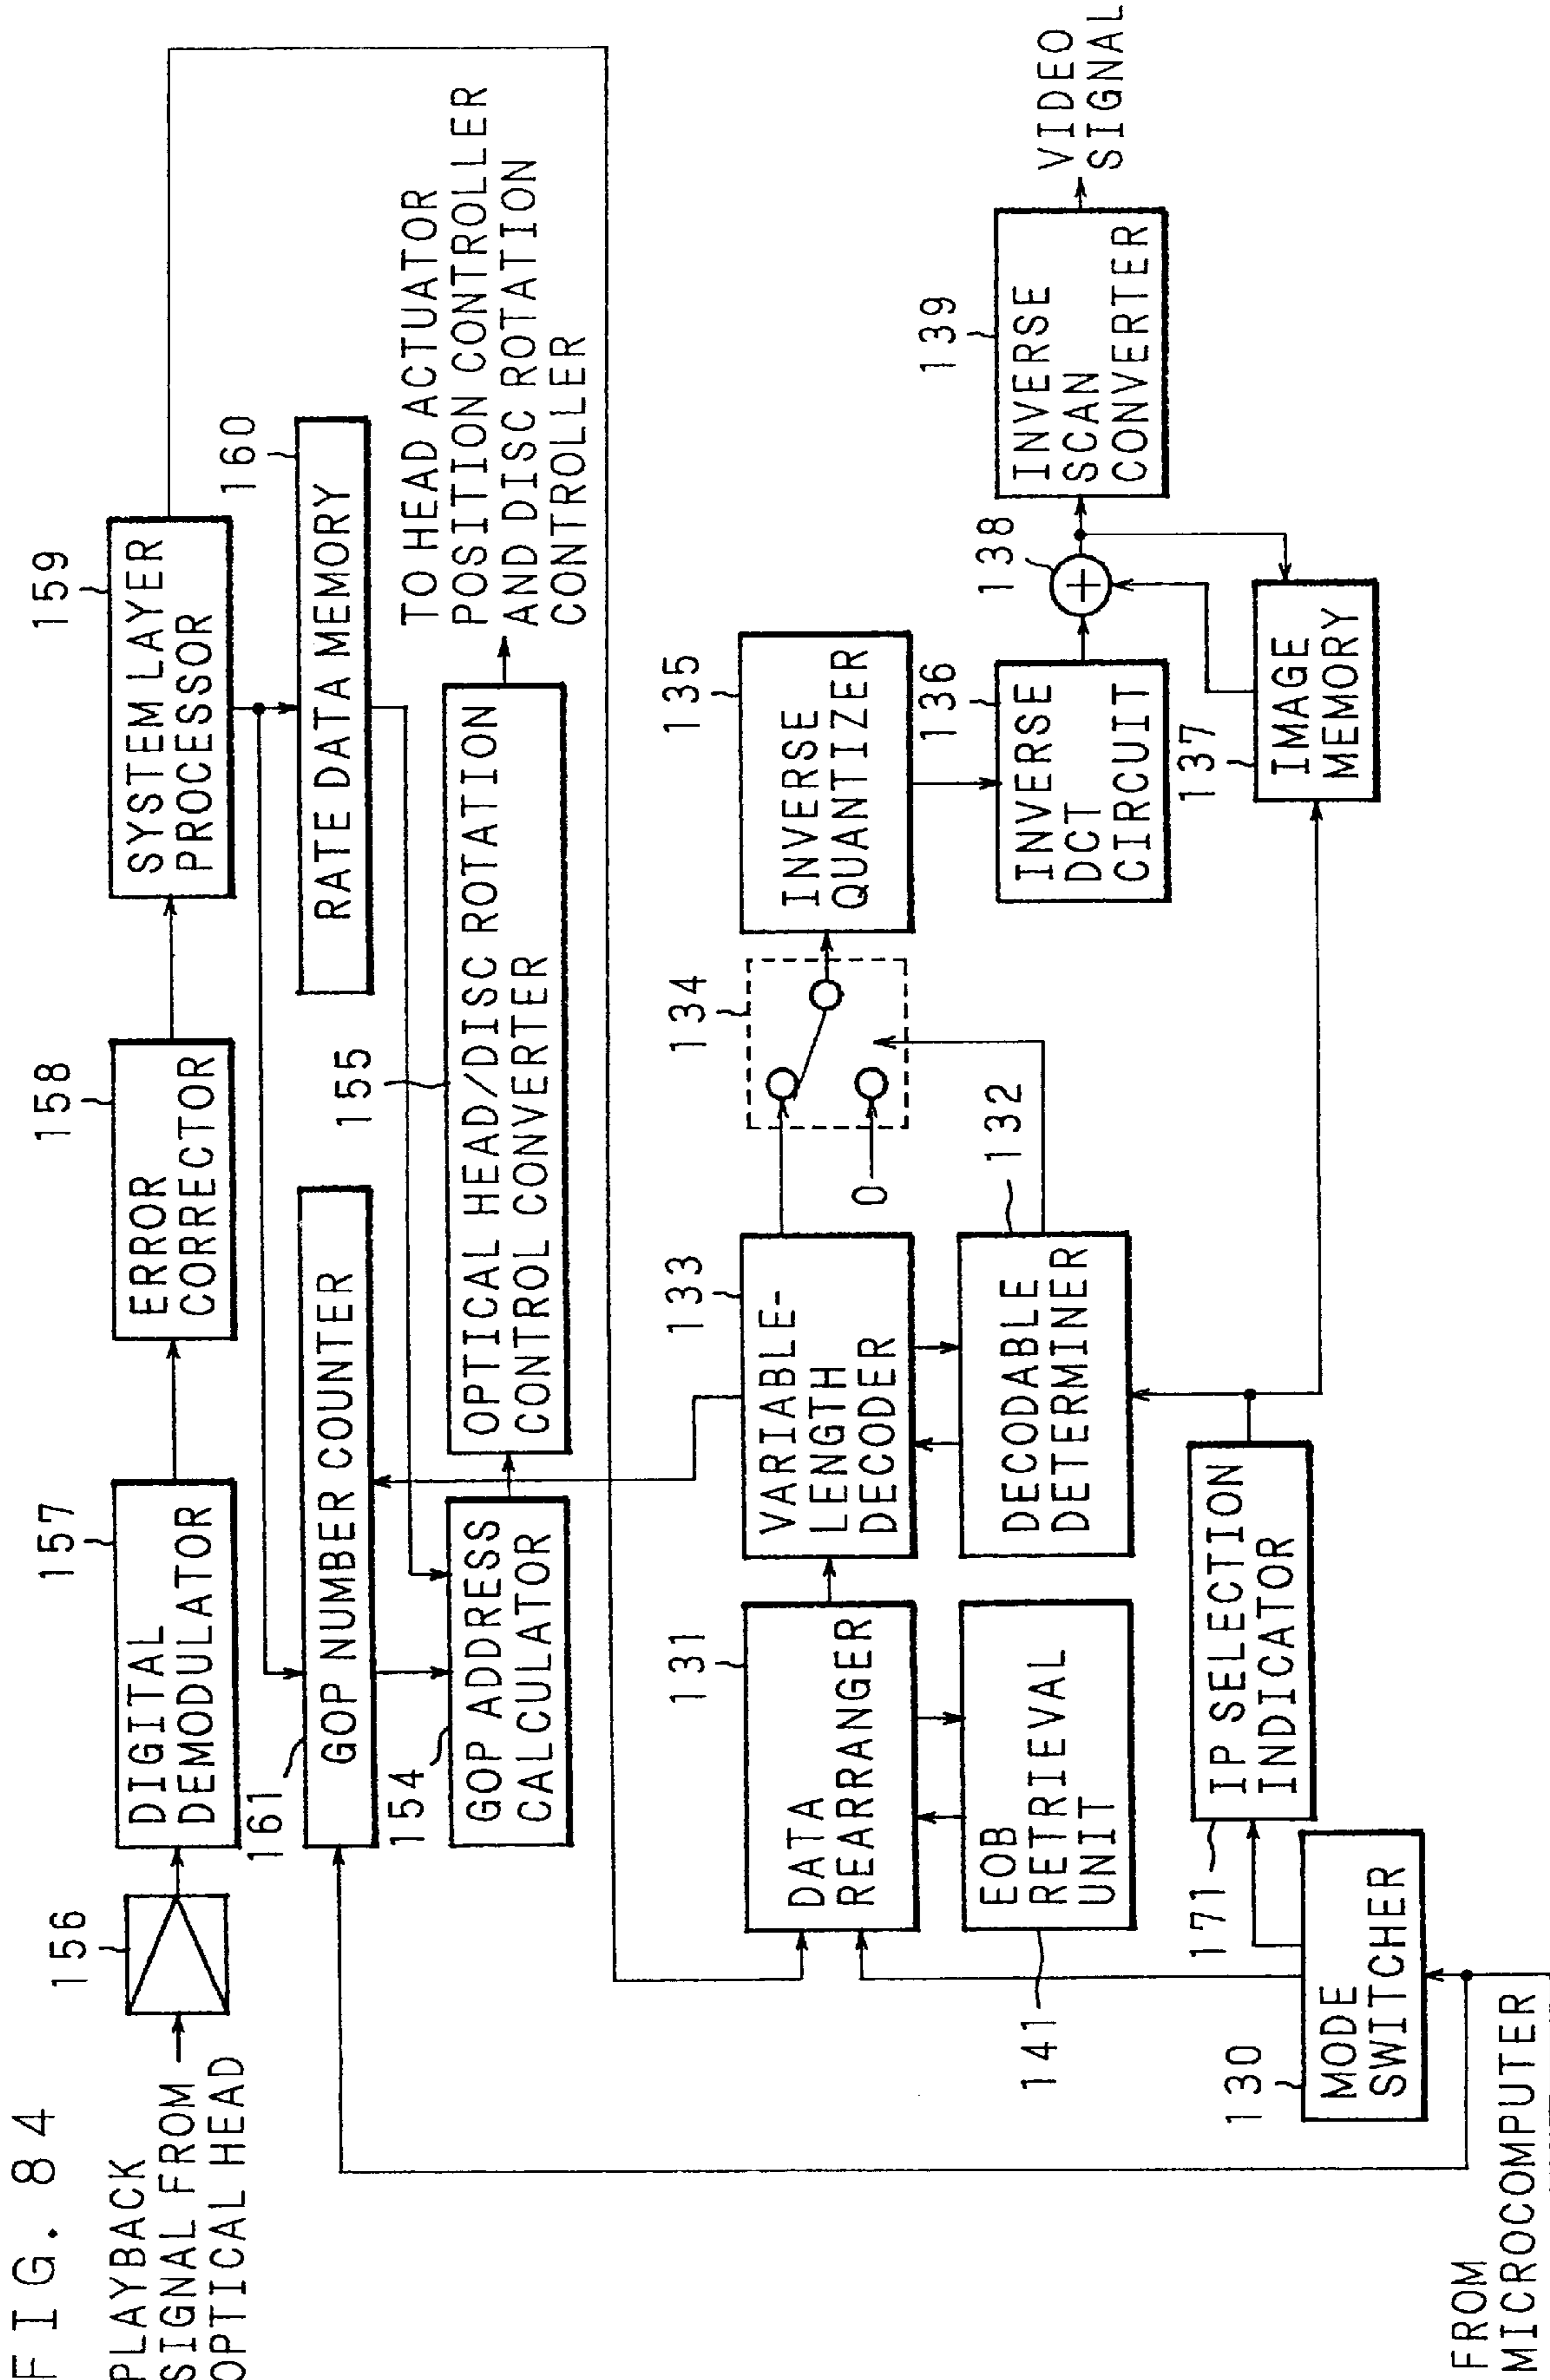 FIG. 84
PLAYBACK
SIGNAL FROM
OPTICAL HEAD
156
157
DIGITAL
DEMODULATOR
158
ERROR
CORRECTOR
159
SYSTEM LAYER
PROCESSOR
161
GOP NUMBER COUNTER
160
RATE DATA MEMORY
154
GOP ADDRESS
CALCULATOR
155
OPTICAL HEAD/DISC ROTATION
CONTROL CONVERTER
TO HEAD ACTUATOR
POSITION CONTROLLER
AND DISC ROTATION
CONTROLLER
131
DATA
REARRANGER
133
VARIABLE-
LENGTH
DECODER
134
0
135
INVERSE
QUANTIZER
141
EOB
RETRIEVAL
UNIT
132
DECODABLE
DETERMINER
136
INVERSE
DCT
CIRCUIT
138
+
139
INVERSE
SCAN
CONVERTER
VIDEO
SIGNAL
137
IMAGE
MEMORY
171
IP SELECTION
INDICATOR
130
MODE
SWITCHER
FROM
MICROCOMPUTER